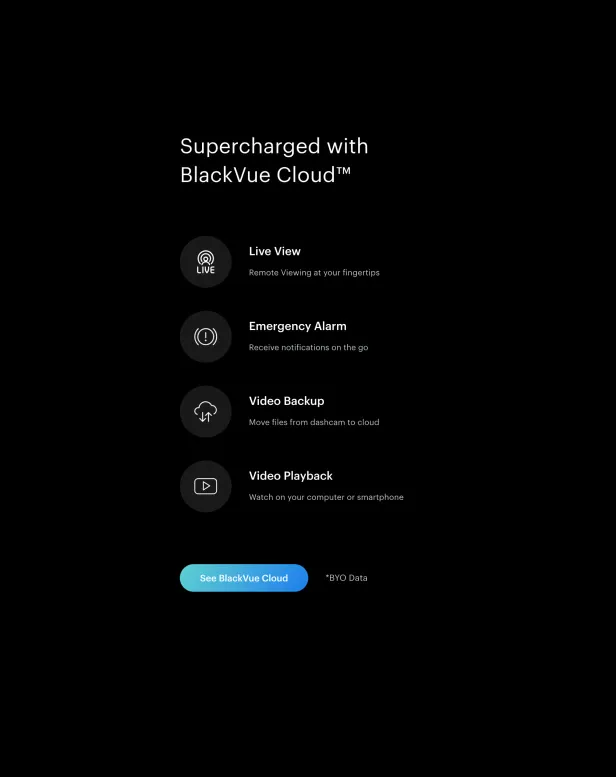 Supercharged with
BlackVue Cloud™
LIVE
Live View
Remote Viewing at your fingertips
Emergency Alarm
Receive notifications on the go
Video Backup
Move files from dashcam to cloud
Video Playback
Watch on your computer or smartphone
See BlackVue Cloud
*BYO Data